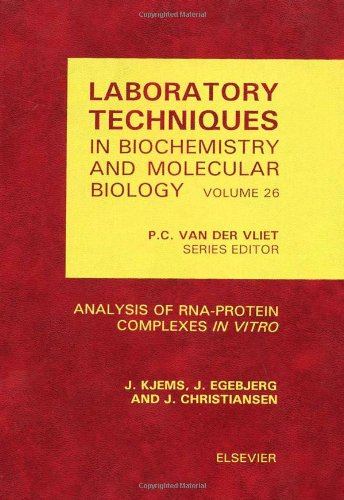 LABORATORY
TECHNIQUES
IN BIOCHEMISTRY
AND MOLECULAR
BIOLOGY VOLUME 26
P.C. VAN DER VLIET
SERIES EDITOR
ANALYSIS OF RNA-PROTEIN
COMPLEXES IN VITRO
J. KJEMS, J. EGEBJERG
AND J. CHRISTIANSEN
ELSEVIER